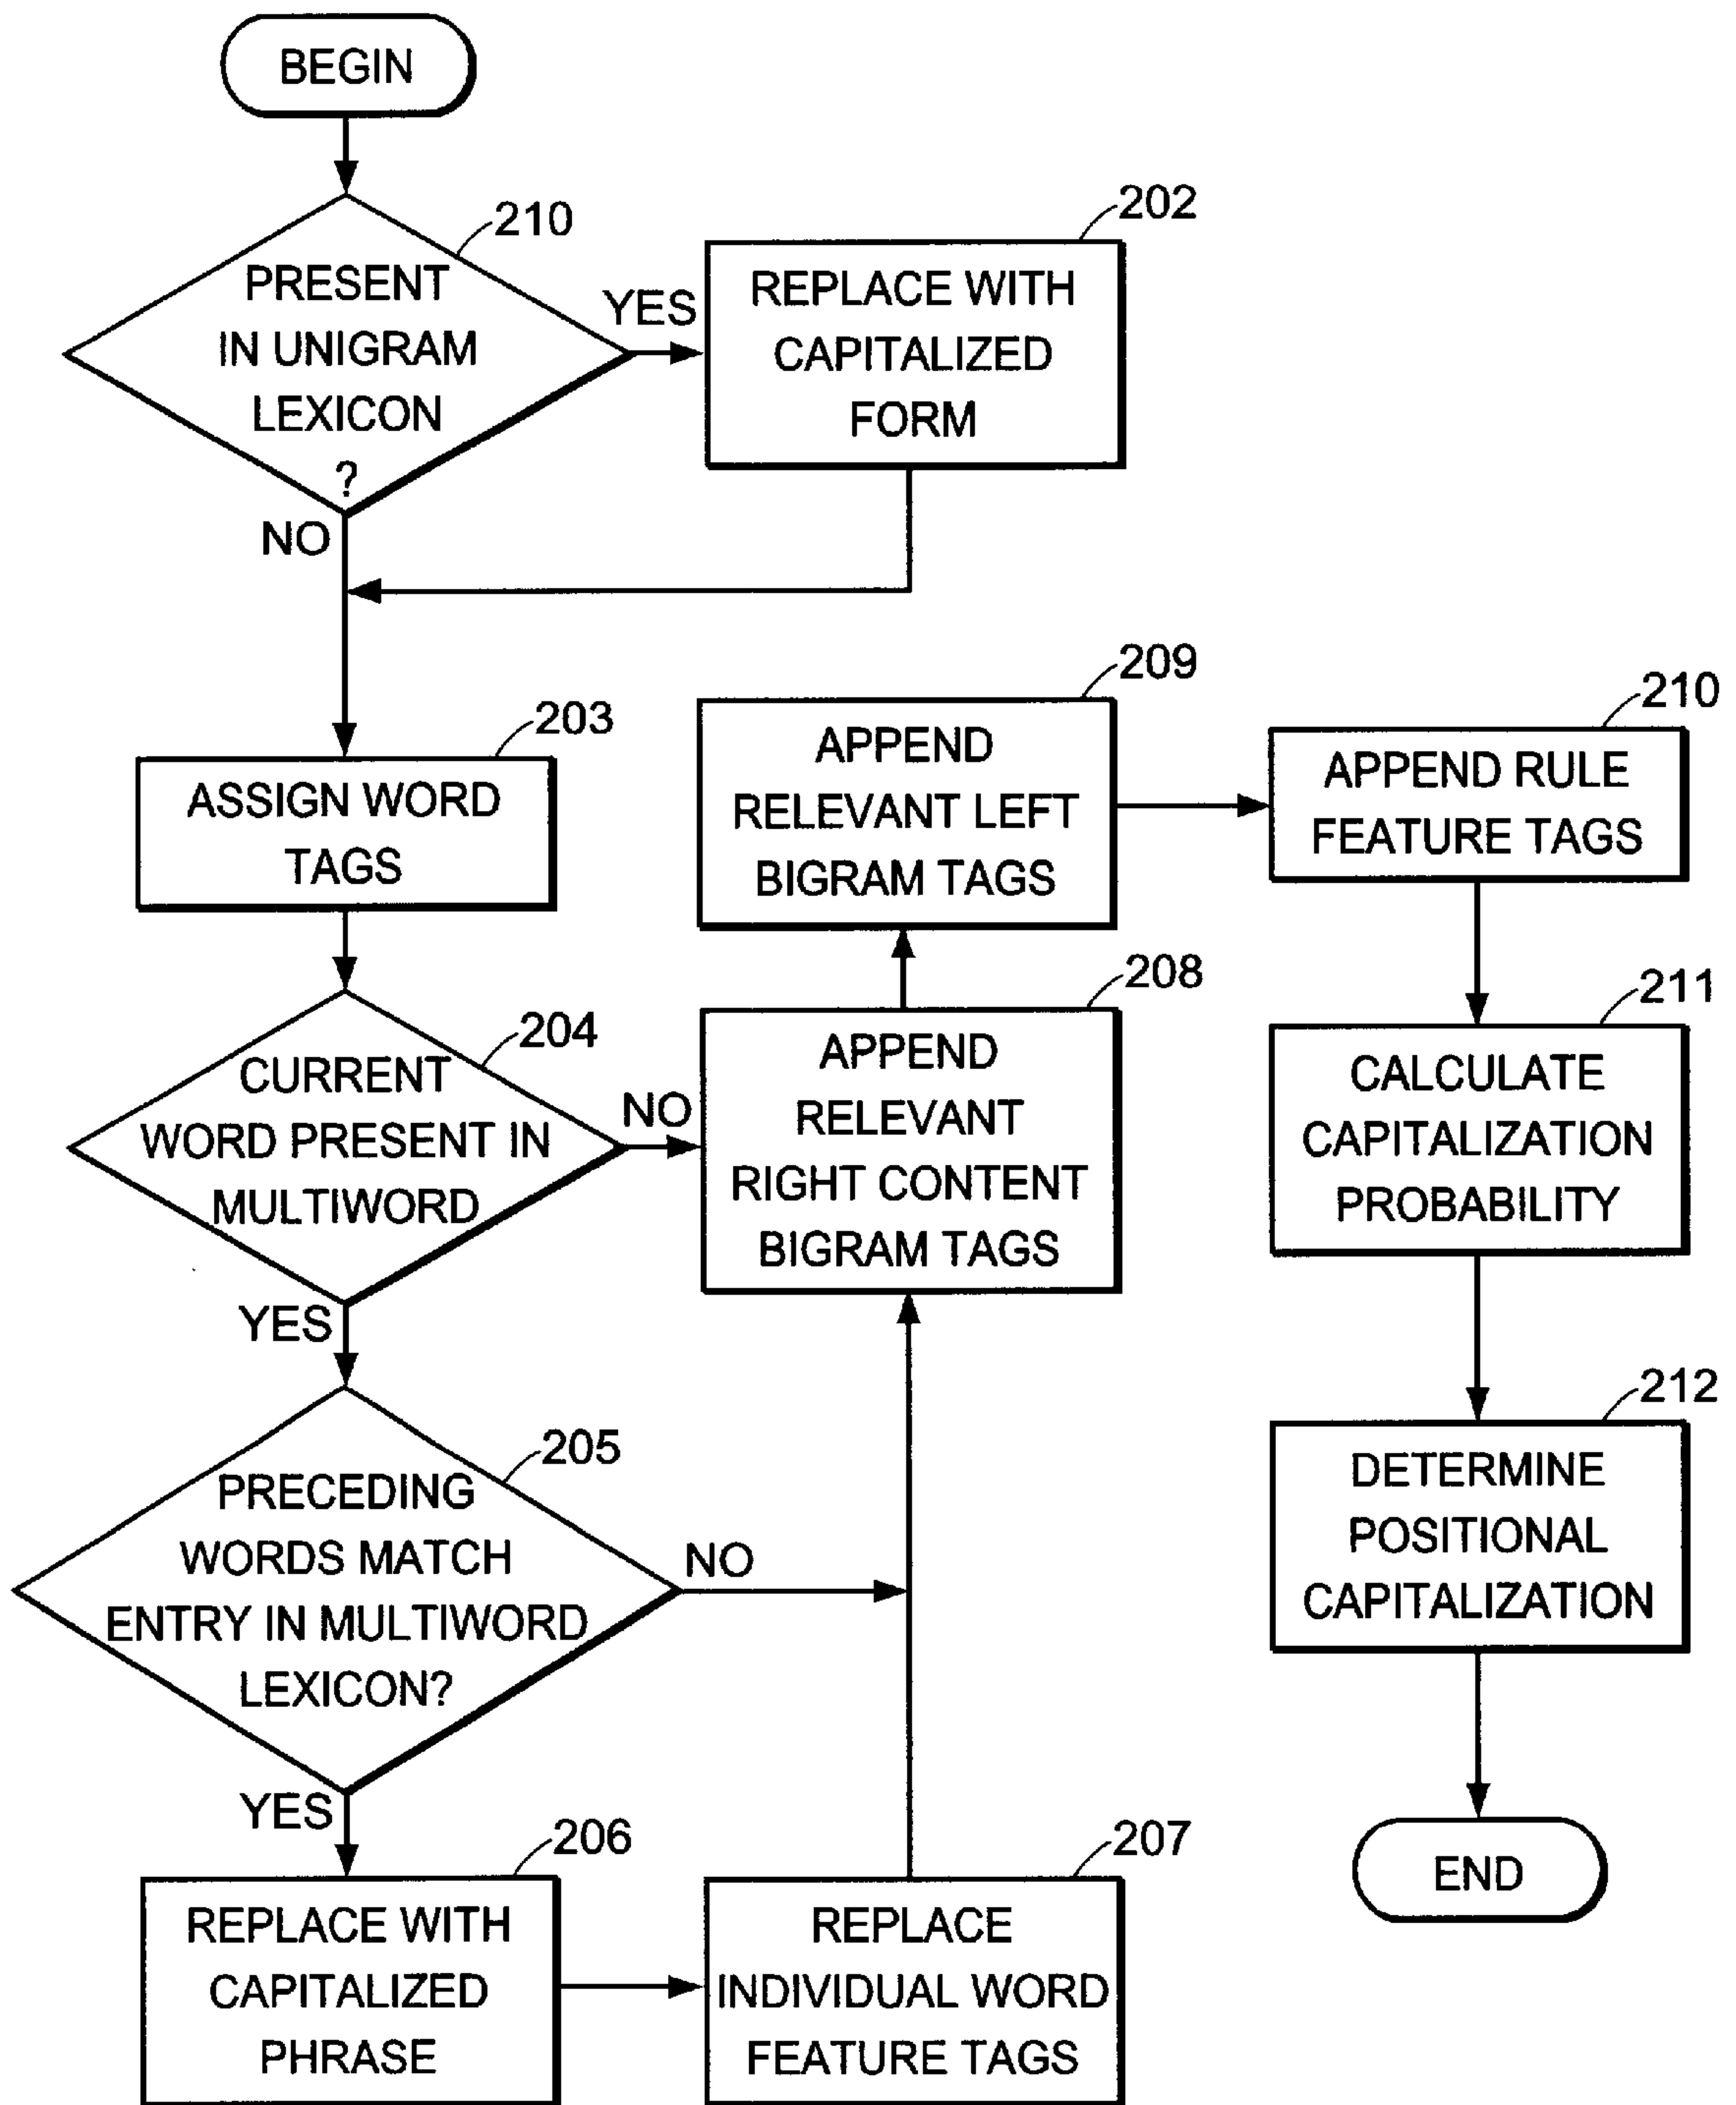 BEGIN
210
PRESENT
IN UNIGRAM
LEXICON
?
YES
NO
202
REPLACE WITH
CAPITALIZED
FORM
203
ASSIGN WORD
TAGS
204
CURRENT
WORD PRESENT IN
MULTIWORD
NO
YES
205
PRECEDING
WORDS MATCH
ENTRY IN MULTIWORD
LEXICON?
NO
YES
206
REPLACE WITH
CAPITALIZED
PHRASE
207
REPLACE
INDIVIDUAL WORD
FEATURE TAGS
208
APPEND
RELEVANT
RIGHT CONTENT
BIGRAM TAGS
209
APPEND
RELEVANT LEFT
BIGRAM TAGS
210
APPEND RULE
FEATURE TAGS
211
CALCULATE
CAPITALIZATION
PROBABILITY
212
DETERMINE
POSITIONAL
CAPITALIZATION
END